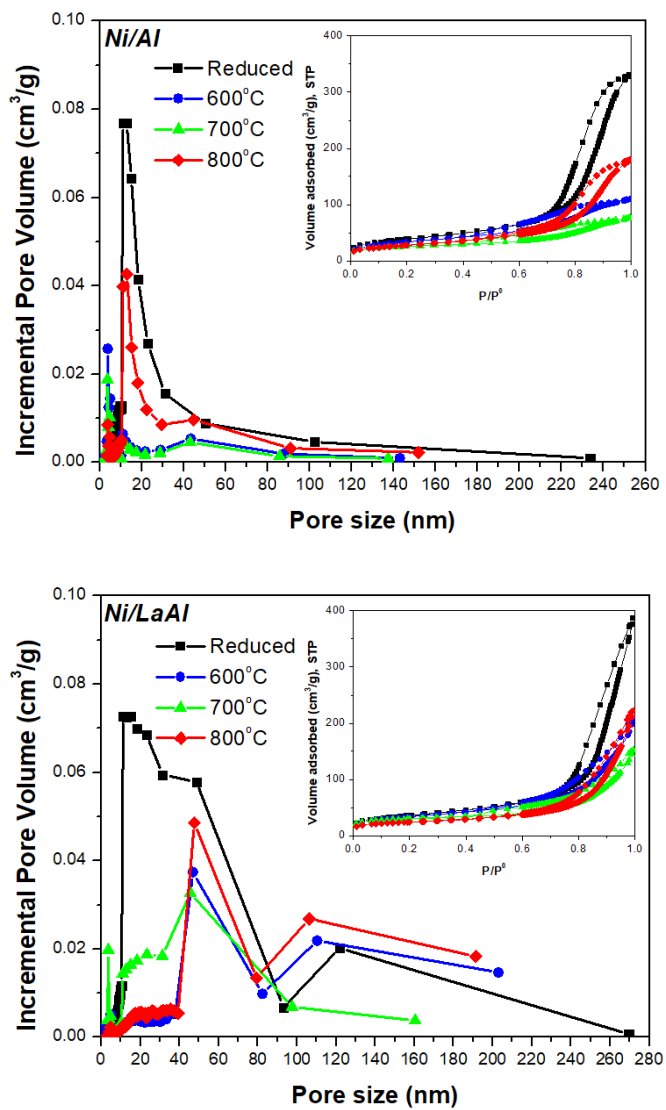 Ni/Al
Reduced
600°C
700°C
800°C
Incremental Pore Volume (cm³/g)
0.10
0.08
0.06
0.04
0.02
0.00
0 20 40 60 80 100 120 140 160 180 200 220 240 260
Pore size (nm)
Volume adsorbed (cm³/g), STP
400
300
200
100
0
0.0 0.2 0.4 0.6 0.8 1.0
P/P⁰
Ni/LaAl
Reduced
600°C
700°C
800°C
Incremental Pore Volume (cm³/g)
0.10
0.08
0.06
0.04
0.02
0.00
0 20 40 60 80 100 120 140 160 180 200 220 240 260 280
Pore size (nm)
Volume adsorbed (cm³/g), STP
400
300
200
100
0
0.0 0.2 0.4 0.6 0.8 1.0
P/P⁰